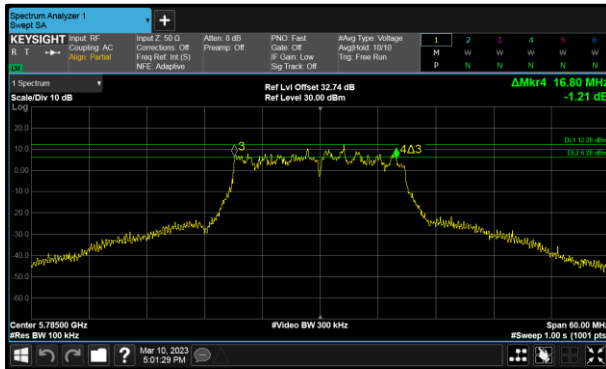 Spectrum Analyzer 1
Swept SA
KEYSIGHT Input: RF Input Z: 50 Ω Atten: 8 dB PNO: Fast #Avg Type: Voltage 1 2 3 4 5 6
R T Coupling: AC Corrections: Off Preamp: Off Gate: Off Avg|Hold: 10/10 M W W W W W
Align: Partial Freq Ref: Int (S) IF Gain: Low Trig: Free Run
LW NFE: Adaptive Sig Track: Off P N N N N N
1 Spectrum Ref Lvl Offset 32.74 dB ΔMkr4 16.80 MHz
Scale/Div 10 dB Ref Level 30.00 dBm -1.21 dB
Log
20.0
10.0
0.00
-10.0
-20.0
-30.0
-40.0
-50.0
-60.0
3
4Δ3
DL1 12.28 dBm
DL2 6.28 dBm
Center 5.78500 GHz #Video BW 300 kHz Span 60.00 MHz
#Res BW 100 kHz #Sweep 1.00 s (1001 pts)
? Mar 10, 2023
5:01:29 PM